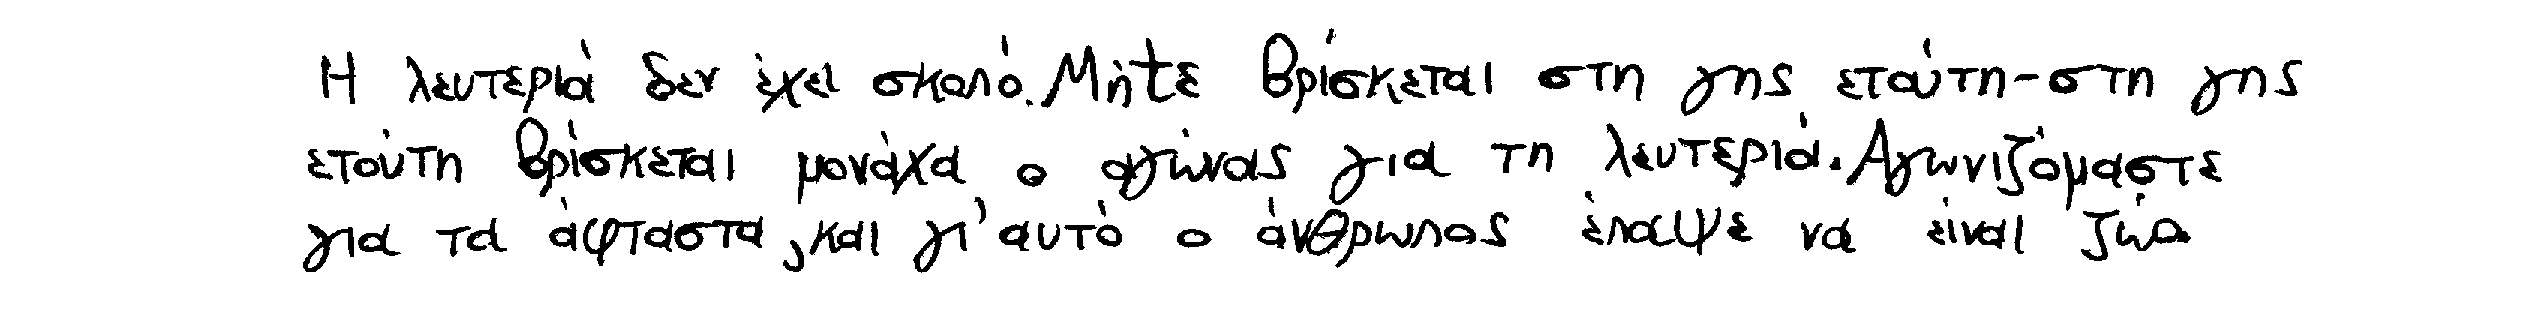 Η λευτεριά δεν έχει σκοπό. Μήτε βρίσκεται στη γης ετούτη-στη γης
ετούτη βρίσκεται μονάχα ο αγώνας για τη λευτεριά. Αγωνιζόμαστε
για τα άφταστα, και γι'αυτό ο άνθρωπος έπαψε να είναι ζώο